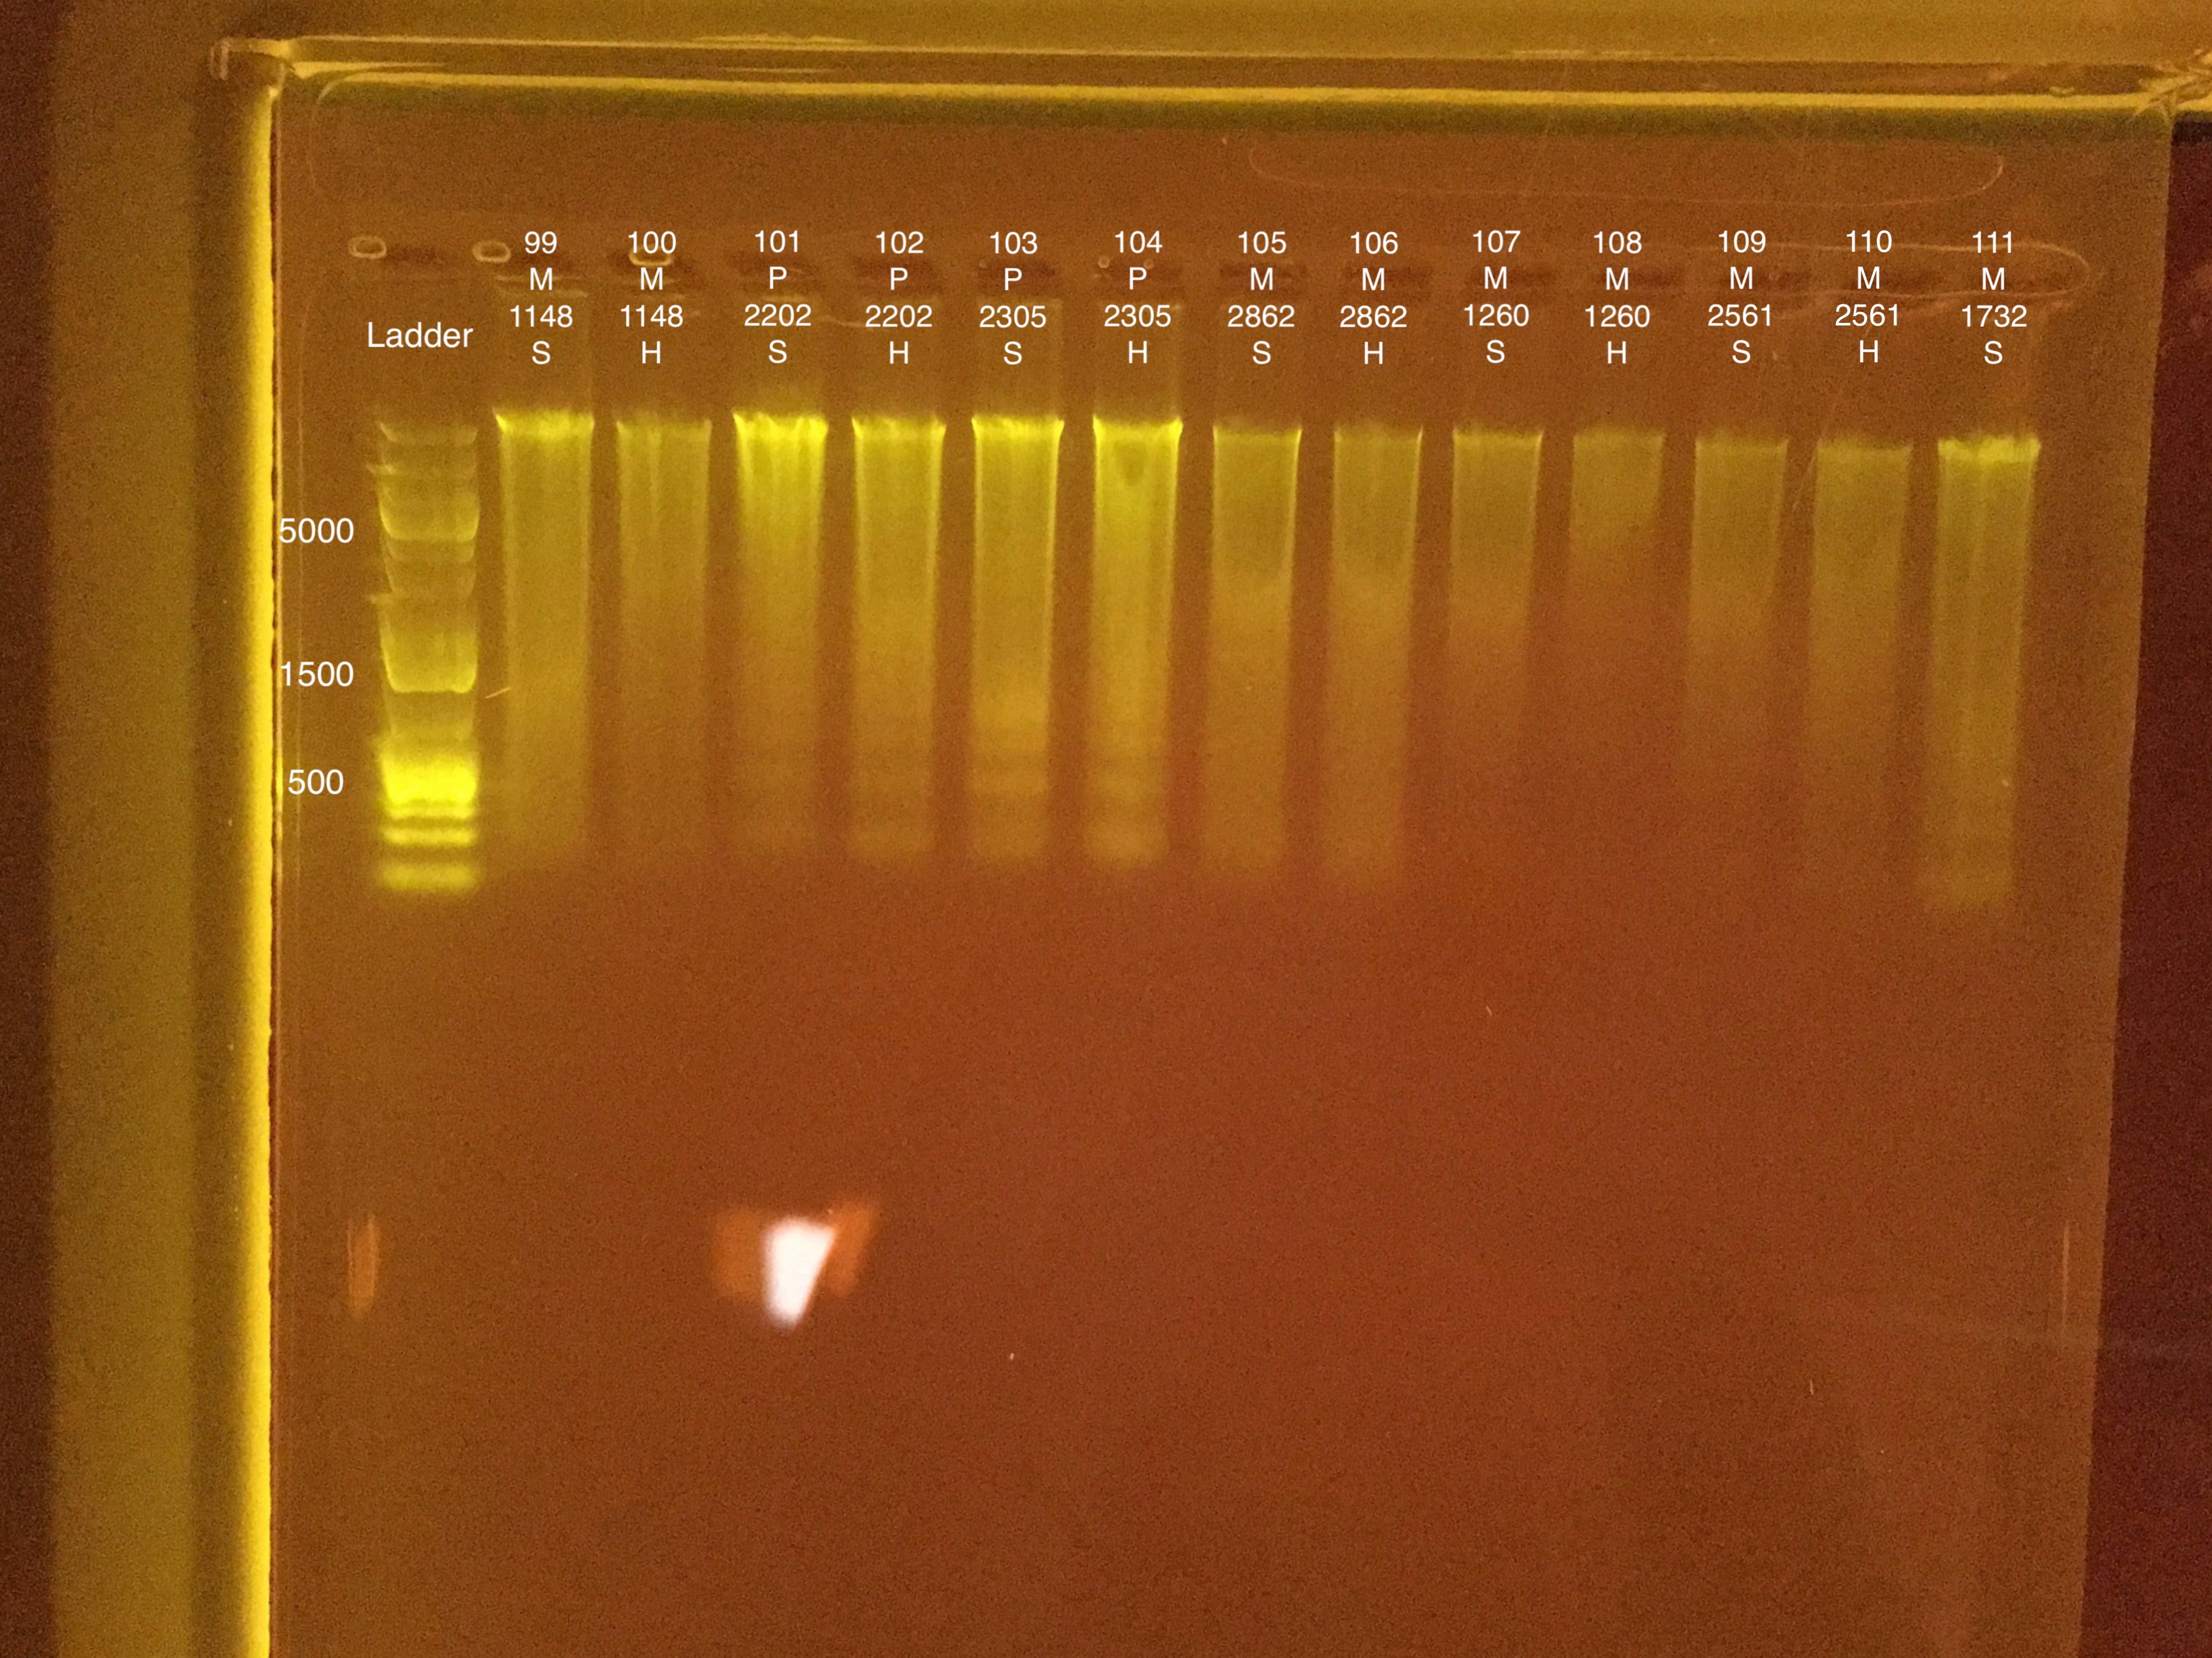 99 100 101 102 103 104 105 106 107 108 109 110 111
M M P P P P M M M M M M M
1148 1148 2202 2202 2305 2305 2862 2862 1260 1260 2561 2561 1732
Ladder
S H S H S H S H S H S H S
5000
1500
500